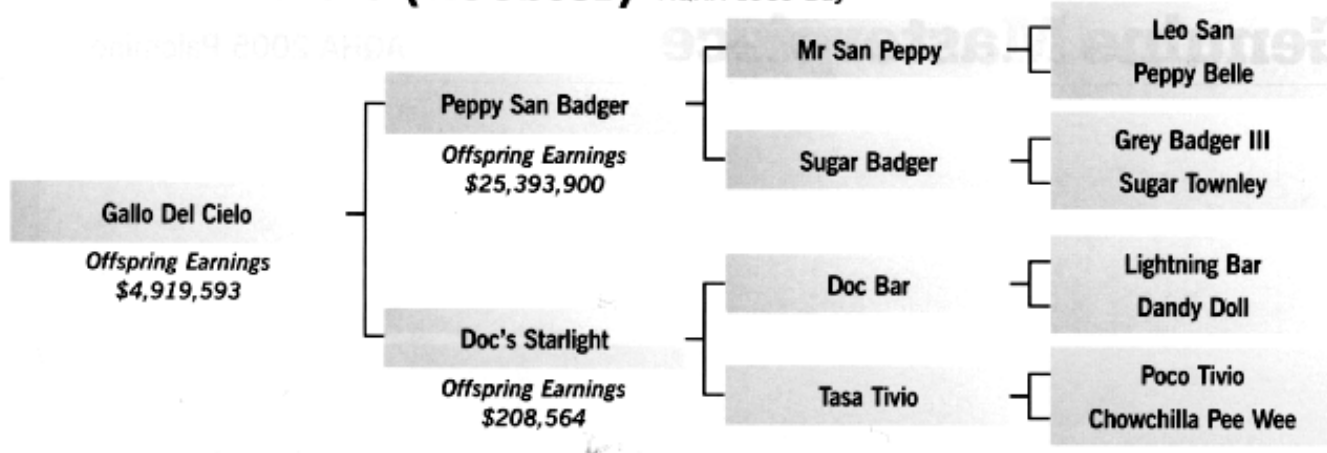 Mr San Peppy
Leo San
Peppy Belle
Peppy San Badger
Offspring Earnings
$25,393,900
Sugar Badger
Grey Badger III
Sugar Townley
Gallo Del Cielo
Offspring Earnings
$4,919,593
Doc Bar
Lightning Bar
Dandy Doll
Doc's Starlight
Offspring Earnings
$208,564
Tasa Tivio
Poco Tivio
Chowchilla Pee Wee